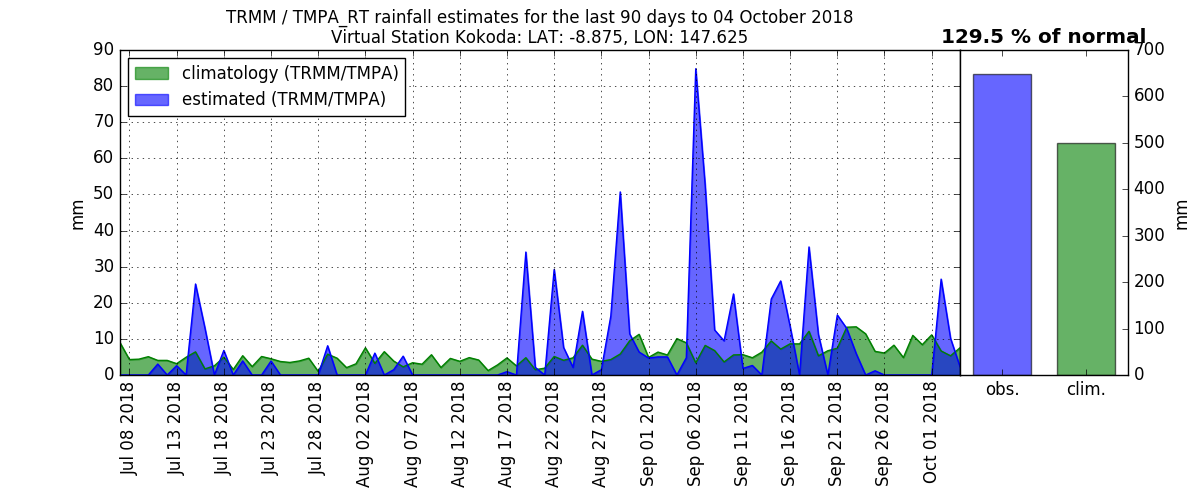 TRMM / TMPA_RT rainfall estimates for the last 90 days to 04 October 2018
Virtual Station Kokoda: LAT: -8.875, LON: 147.625
129.5 % of normal
climatology (TRMM/TMPA)
estimated (TRMM/TMPA)
mm
90
80
70
60
50
40
30
20
10
0
Jul 08 2018
Jul 13 2018
Jul 18 2018
Jul 23 2018
Jul 28 2018
Aug 02 2018
Aug 07 2018
Aug 12 2018
Aug 17 2018
Aug 22 2018
Aug 27 2018
Sep 01 2018
Sep 06 2018
Sep 11 2018
Sep 16 2018
Sep 21 2018
Sep 26 2018
Oct 01 2018
obs.
clim.
700
600
500
400
300
200
100
0
mm